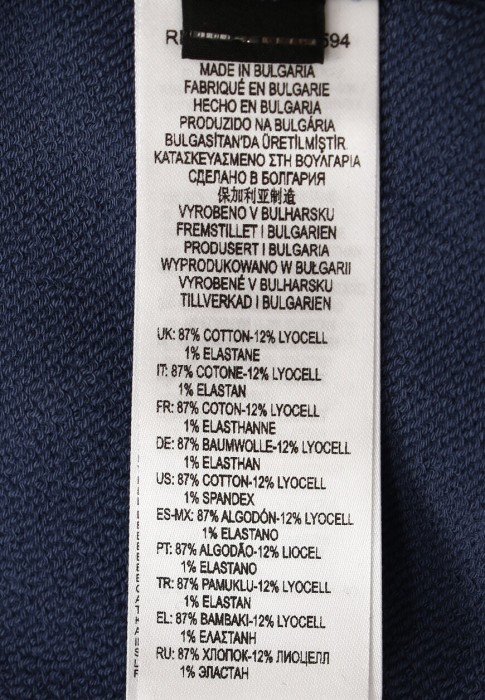 594
MADE IN BULGARIA
FABRIQUÉ EN BULGARIE
HECHO EN BULGARIA
PRODUZIDO NA BULGÁRIA
BULGASİTAN'DA ÜRETİLMİŞTİR
ΚΑΤΑΣΚΕΥΑΣΜΕΝΟ ΣΤΗ ΒΟΥΛΓΑΡΙΑ
СДЕЛАНО В БОЛГАРИЯ
保加利亚制造
VYROBENO V BULHARSKU
FREMSTILLET I BULGARIEN
PRODUSERT I BULGARIA
WYPRODUKOWANO W BUŁGARII
VYROBENÉ V BULHARSKU
TILLVERKAD I BULGARIEN
UK: 87% COTTON-12% LYOCELL
1% ELASTANE
IT: 87% COTONE-12% LYOCELL
1% ELASTAN
FR: 87% COTON-12% LYOCELL
1% ELASTHANNE
DE: 87% BAUMWOLLE-12% LYOCELL
1% ELASTHAN
US: 87% COTTON-12% LYOCELL
1% SPANDEX
ES-MX: 87% ALGODÓN-12% LYOCELL
1% ELASTANO
PT: 87% ALGODÃO-12% LIOCEL
1% ELASTANO
TR: 87% PAMUKLU-12% LYOCELL
1% ELASTAN
EL: 87% ΒΑΜΒΑΚΙ-12% LYOCELL
1% ΕΛΑΣΤΑΝΗ
RU: 87% ХЛОПОК-12% ЛИОЦЕЛЛ
1% ЭЛАСТАН